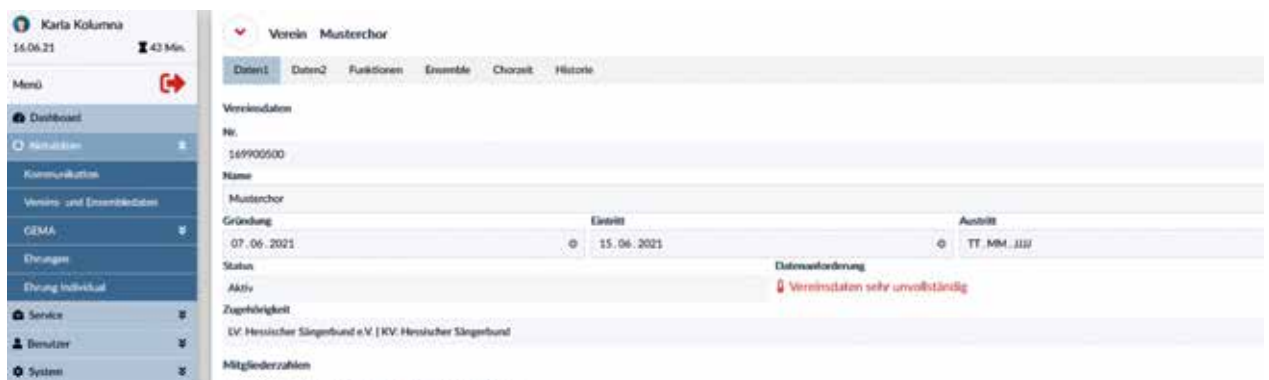 Karla Kolumna
16.06.21 43 Min.
Menü
Dashboard
Aktivitäten
Kommunikation
Vereins- und Ensembledaten
GEMA
Ehrungen
Ehrung Individual
Service
Benutzer
System
Verein Musterchor
Daten1 Daten2 Funktionen Ensemble Chorzeit Historie
Vereinsdaten
Nr.
169900500
Name
Musterchor
Gründung Eintritt Austritt
07.06.2021 15.06.2021 TT.MM.JJJJ
Status Datenanforderung
Aktiv Vereinsdaten sehr unvollständig
Zugehörigkeit
LV: Hessischer Sängerbund e.V. | KV: Hessischer Sängerbund
Mitgliederzahlen